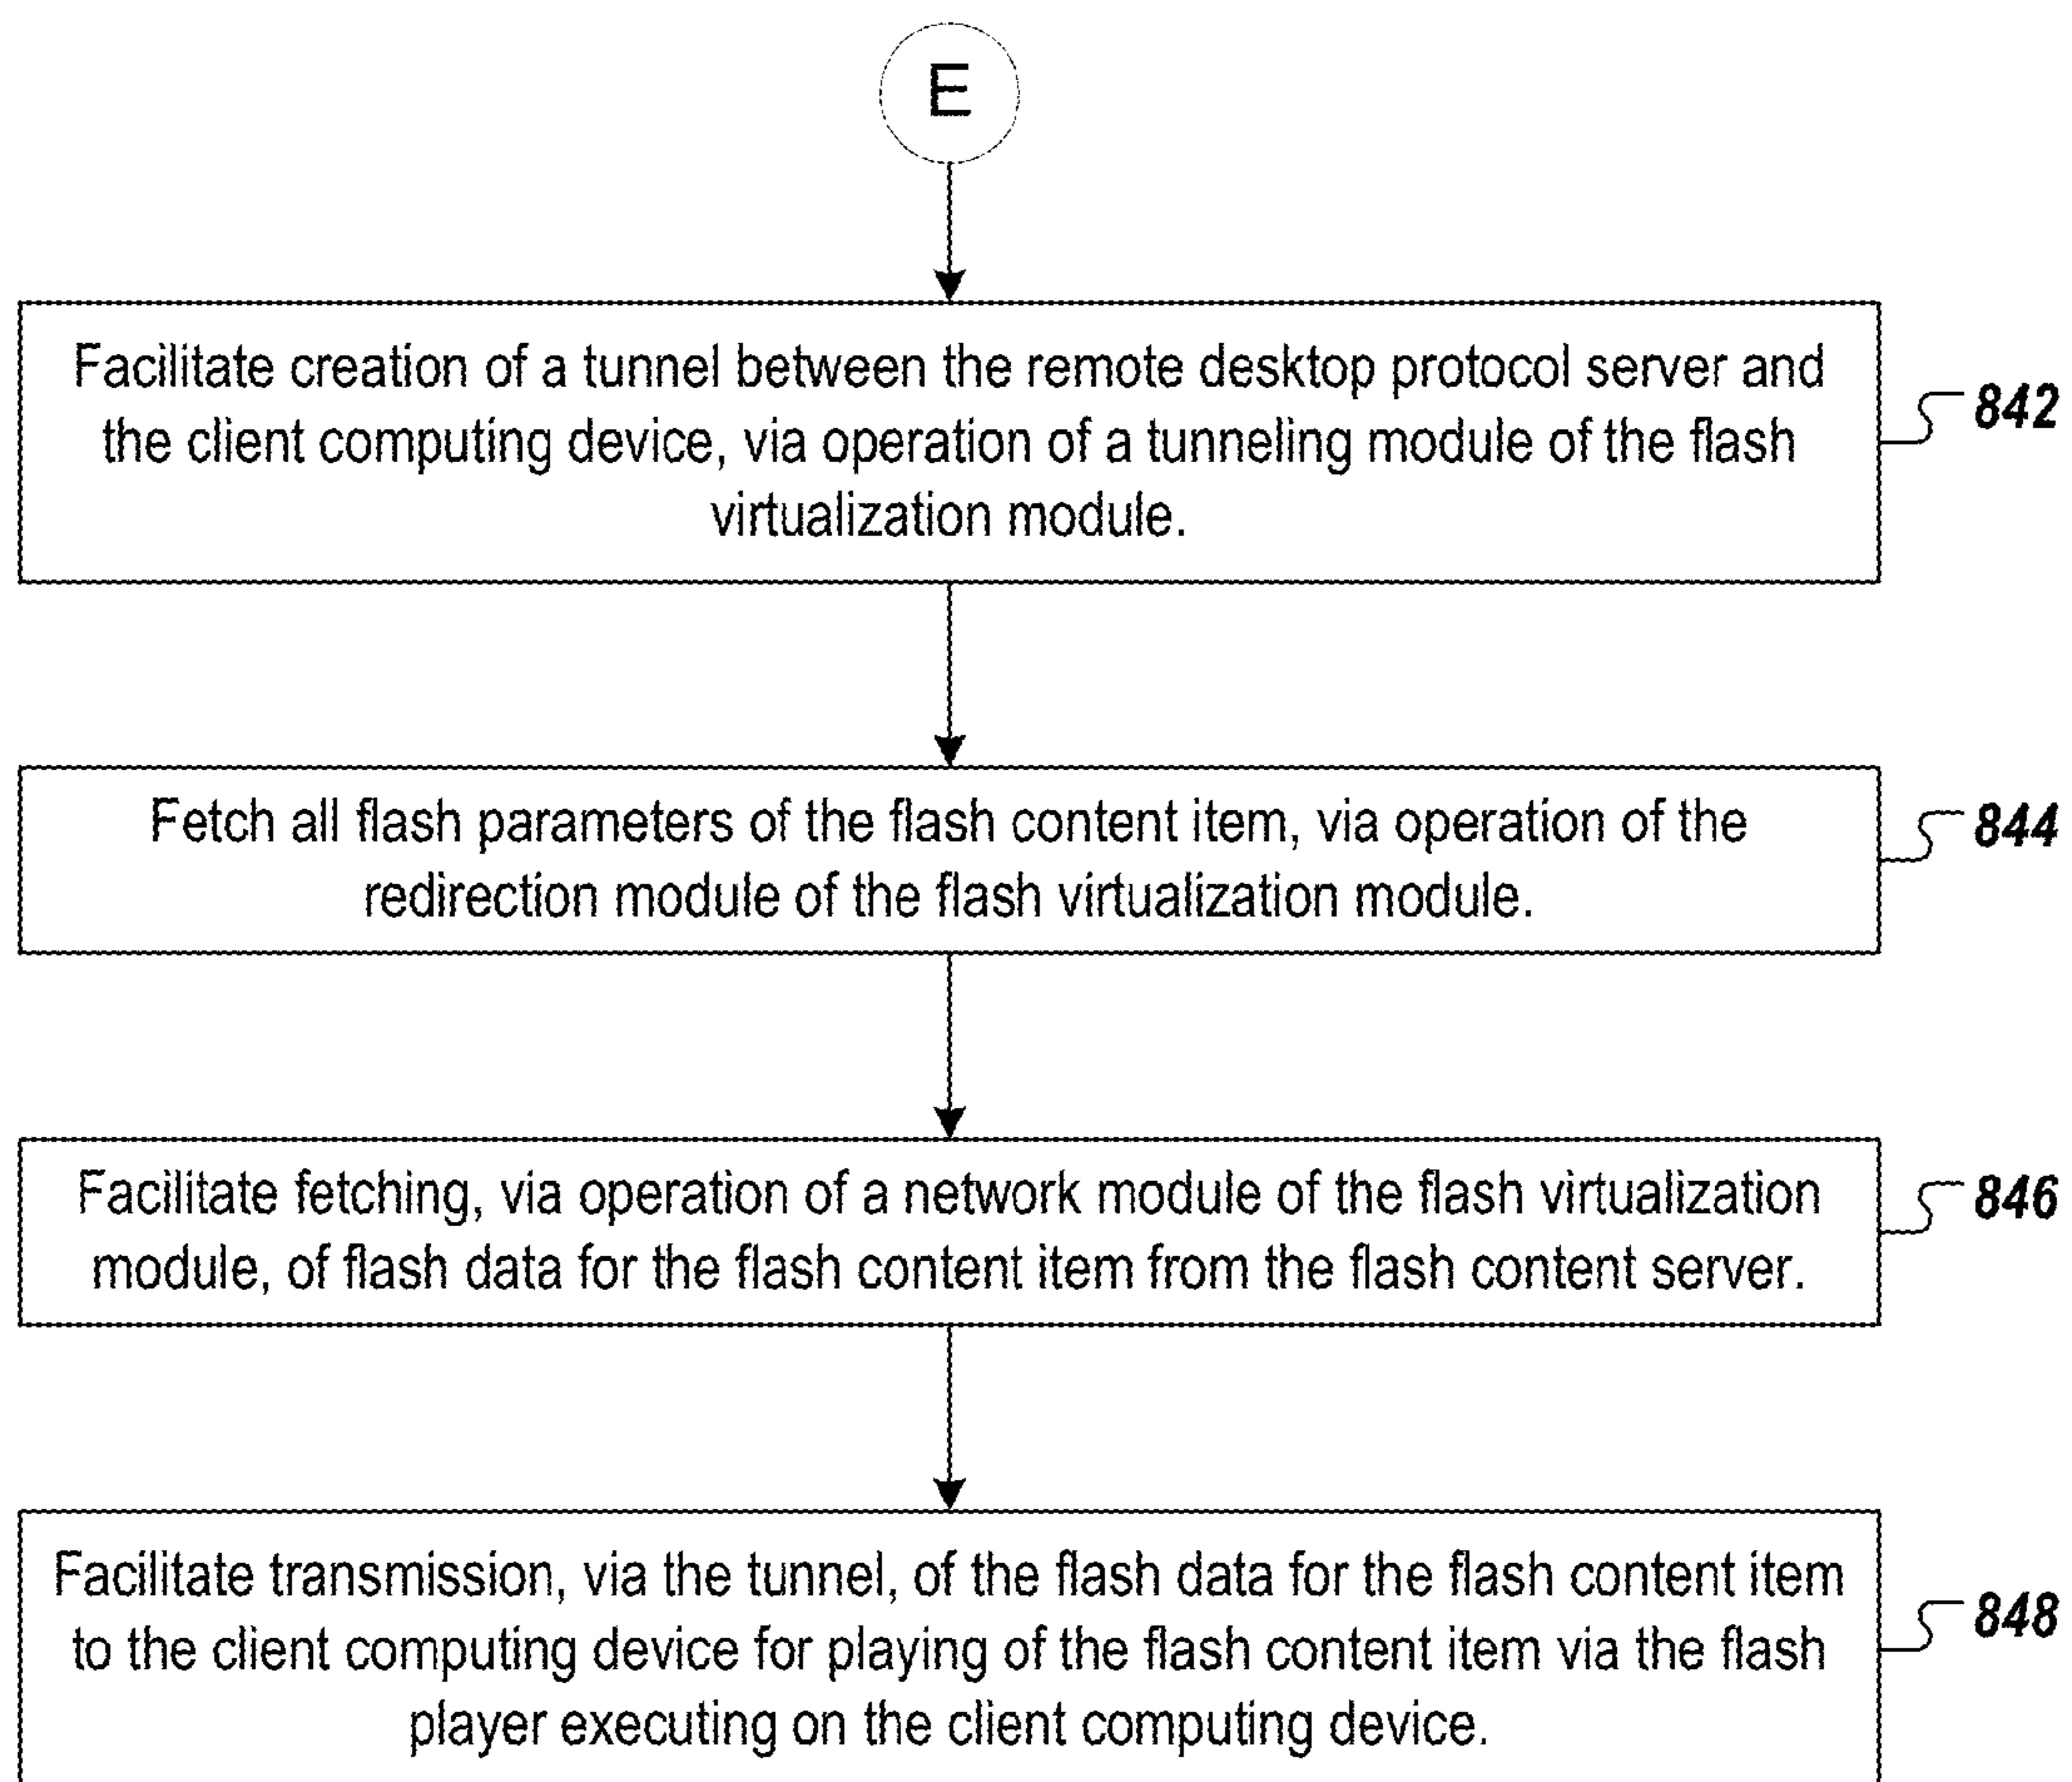 E
Facilitate creation of a tunnel between the remote desktop protocol server and
the client computing device, via operation of a tunneling module of the flash
virtualization module.
842
Fetch all flash parameters of the flash content item, via operation of the
redirection module of the flash virtualization module.
844
Facilitate fetching, via operation of a network module of the flash virtualization
module, of flash data for the flash content item from the flash content server.
846
Facilitate transmission, via the tunnel, of the flash data for the flash content item
to the client computing device for playing of the flash content item via the flash
player executing on the client computing device.
848